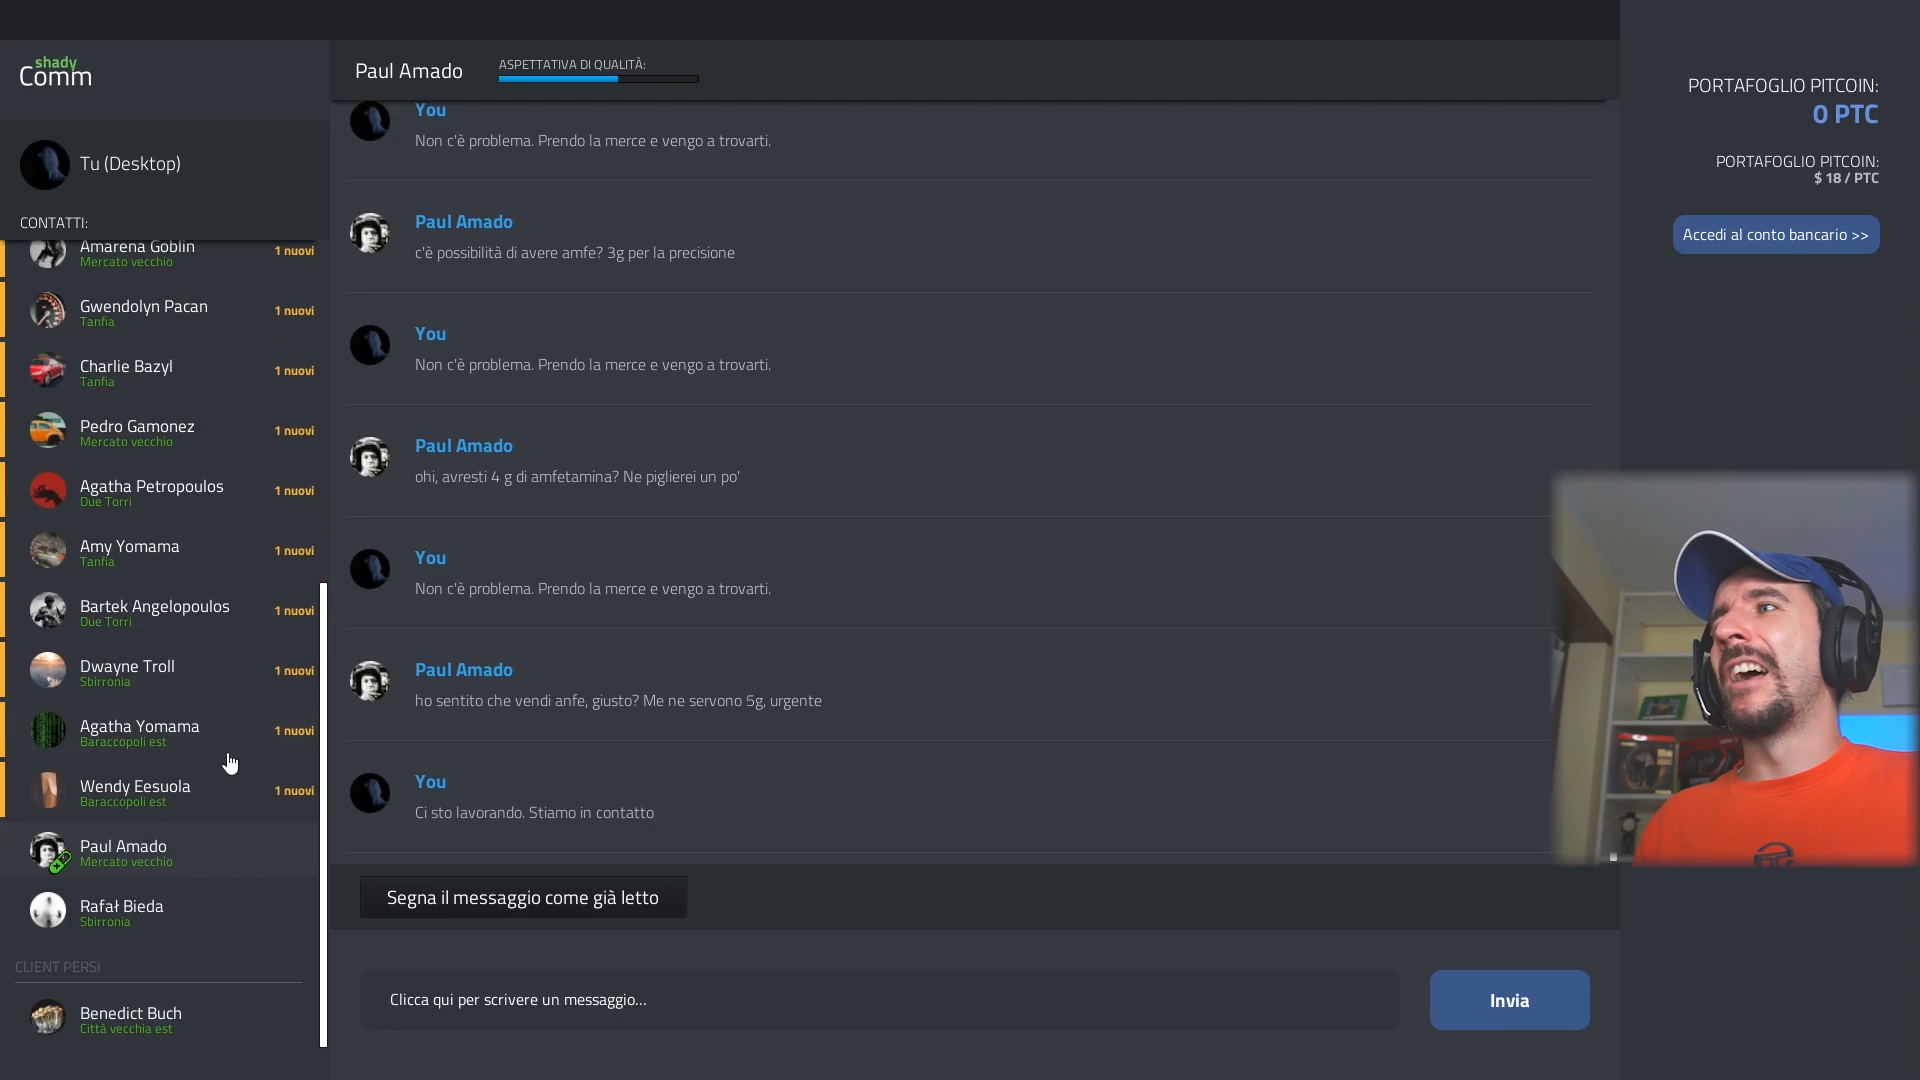 shady
Comm
Tu (Desktop)
CONTATTI:
Amarena Goblin
Mercato vecchio
1 nuovi
Gwendolyn Pacan
Tanfia
1 nuovi
Charlie Bazyl
Tanfia
1 nuovi
Pedro Gamonez
Mercato vecchio
1 nuovi
Agatha Petropoulos
Due Torri
1 nuovi
Amy Yomama
Tanfia
1 nuovi
Bartek Angelopoulos
Due Torri
1 nuovi
Dwayne Troll
Sbirronia
1 nuovi
Agatha Yomama
Baraccopoli est
1 nuovi
Wendy Eesuola
Baraccopoli est
1 nuovi
Paul Amado
Mercato vecchio
Rafał Bieda
Sbirronia
CLIENT PERSI
Benedict Buch
Città vecchia est
Paul Amado
ASPETTATIVA DI QUALITÀ:
You
Non c'è problema. Prendo la merce e vengo a trovarti.
Paul Amado
c'è possibilità di avere amfe? 3g per la precisione
You
Non c'è problema. Prendo la merce e vengo a trovarti.
Paul Amado
ohi, avresti 4 g di amfetamina? Ne piglierei un po'
You
Non c'è problema. Prendo la merce e vengo a trovarti.
Paul Amado
ho sentito che vendi anfe, giusto? Me ne servono 5g, urgente
You
Ci sto lavorando. Stiamo in contatto
Segna il messaggio come già letto
Clicca qui per scrivere un messaggio...
Invia
PORTAFOGLIO PITCOIN:
0 PTC
PORTAFOGLIO PITCOIN:
$ 18 / PTC
Accedi al conto bancario >>